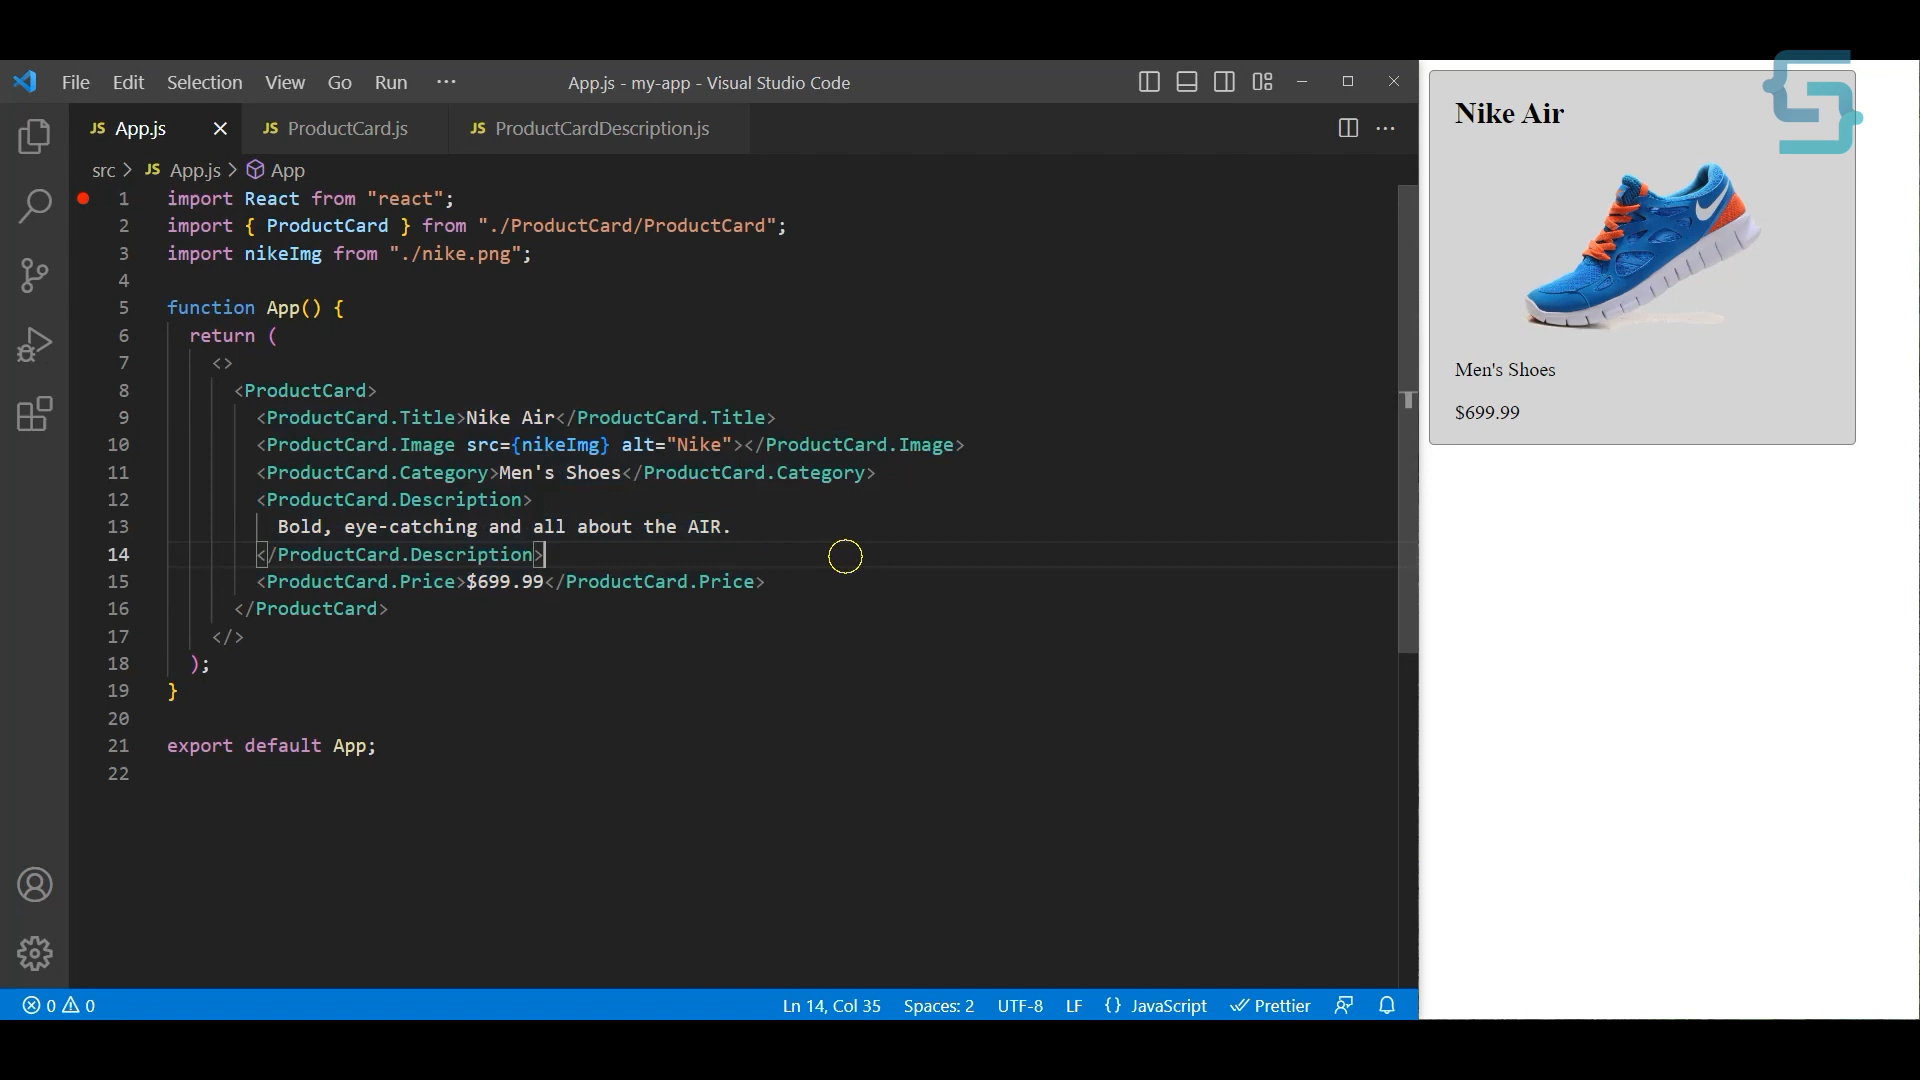 File Edit Selection View Go Run ··· App.js - my-app - Visual Studio Code
JS App.js JS ProductCard.js JS ProductCardDescription.js
src > JS App.js > App
1 import React from "react";
2 import { ProductCard } from "./ProductCard/ProductCard";
3 import nikeImg from "./nike.png";
4
5 function App() {
6 return (
7 <>
8 <ProductCard>
9 <ProductCard.Title>Nike Air</ProductCard.Title>
10 <ProductCard.Image src={nikeImg} alt="Nike"></ProductCard.Image>
11 <ProductCard.Category>Men's Shoes</ProductCard.Category>
12 <ProductCard.Description>
13 Bold, eye-catching and all about the AIR.
14 </ProductCard.Description>
15 <ProductCard.Price>$699.99</ProductCard.Price>
16 </ProductCard>
17 </>
18 );
19 }
20
21 export default App;
22
0 0 Ln 14, Col 35 Spaces: 2 UTF-8 LF {} JavaScript Prettier
Nike Air
Men's Shoes
$699.99